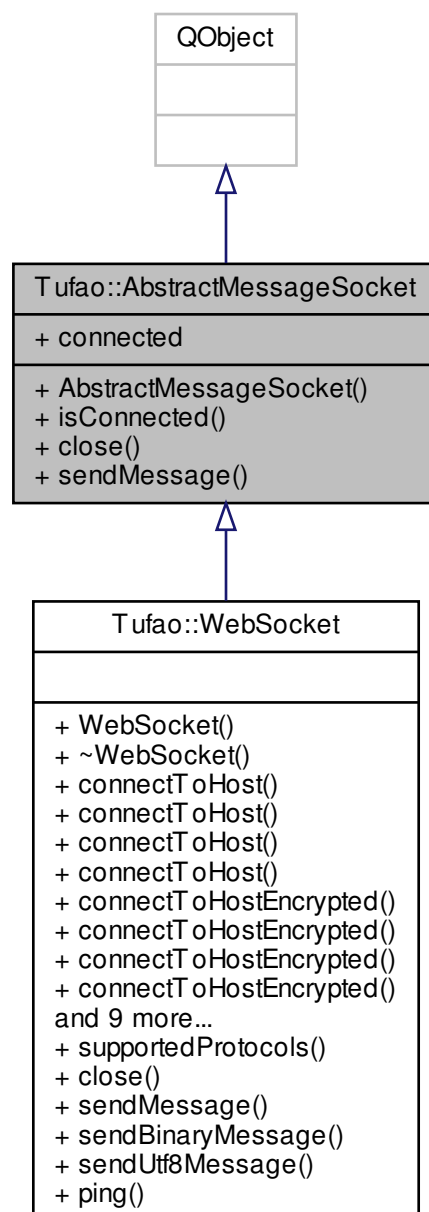 QObject
Tufao::AbstractMessageSocket
+ connected
+ AbstractMessageSocket()
+ isConnected()
+ close()
+ sendMessage()
Tufao::WebSocket
+ WebSocket()
+ ~WebSocket()
+ connectToHost()
+ connectToHost()
+ connectToHost()
+ connectToHost()
+ connectToHostEncrypted()
+ connectToHostEncrypted()
+ connectToHostEncrypted()
+ connectToHostEncrypted()
and 9 more...
+ supportedProtocols()
+ close()
+ sendMessage()
+ sendBinaryMessage()
+ sendUtf8Message()
+ ping()